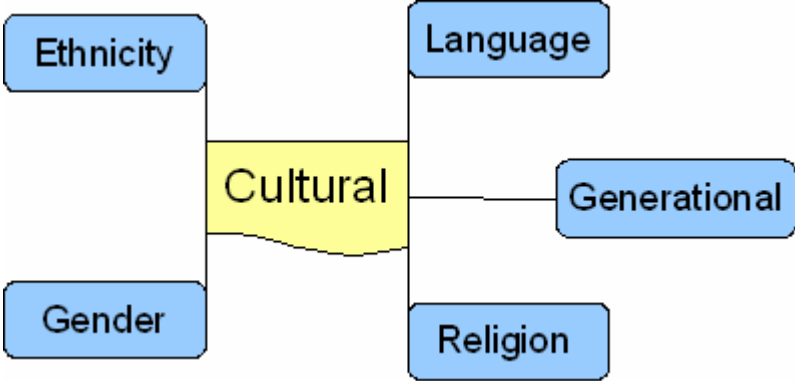 Ethnicity
Language
Cultural
Generational
Gender
Religion